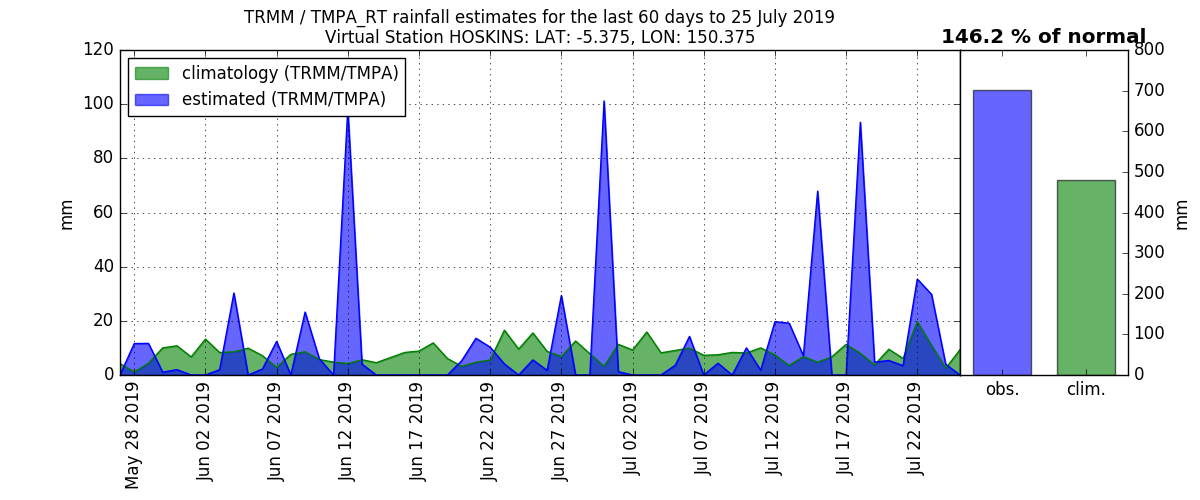 TRMM / TMPA_RT rainfall estimates for the last 60 days to 25 July 2019
Virtual Station HOSKINS: LAT: -5.375, LON: 150.375
146.2 % of normal
climatology (TRMM/TMPA)
estimated (TRMM/TMPA)
mm
120
100
80
60
40
20
0
May 28 2019
Jun 02 2019
Jun 07 2019
Jun 12 2019
Jun 17 2019
Jun 22 2019
Jun 27 2019
Jul 02 2019
Jul 07 2019
Jul 12 2019
Jul 17 2019
Jul 22 2019
obs.
clim.
800
700
600
500
400
300
200
100
0
mm